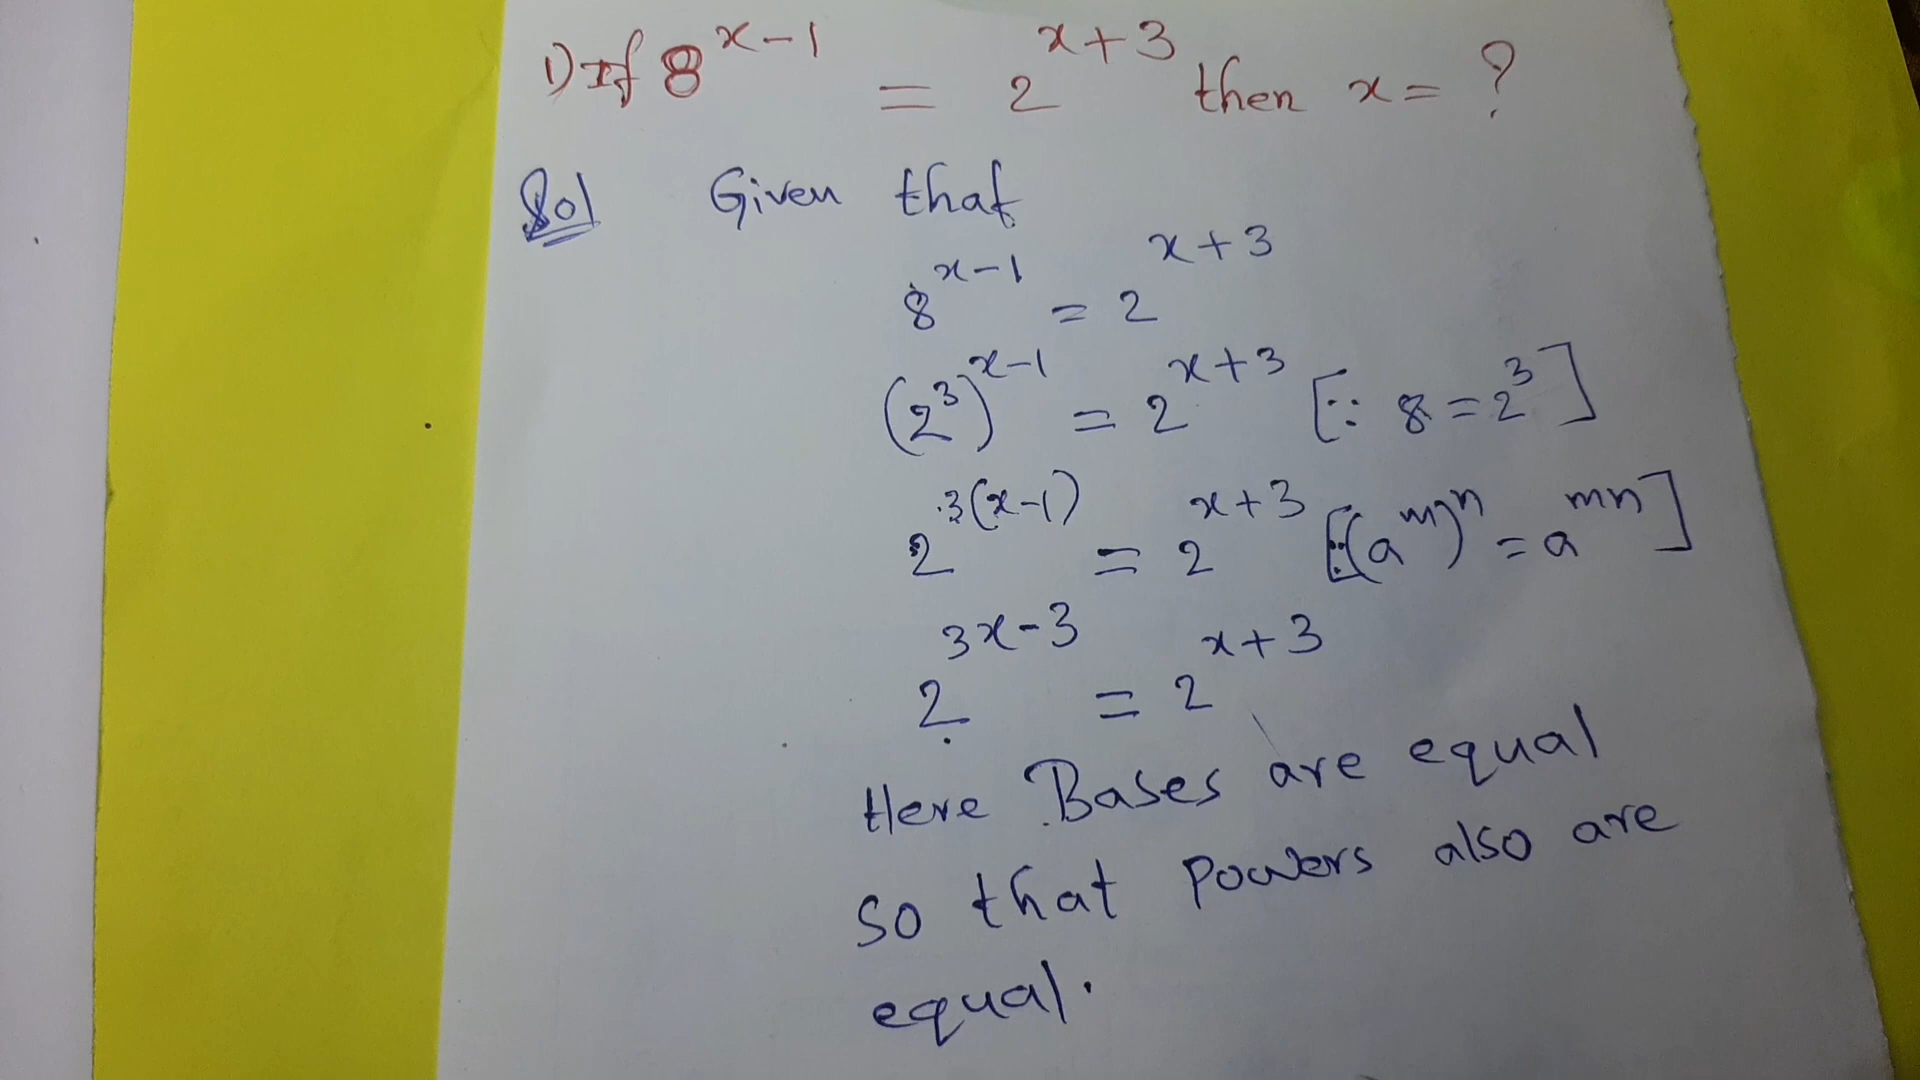 1) If 8^(x-1) = 2^(x+3) then x = ?
Sol Given that
8^(x-1) = 2^(x+3)
(2^3)^(x-1) = 2^(x+3) [∵ 8 = 2^3]
2^(3(x-1)) = 2^(x+3) [∵ (a^m)^n = a^(mn)]
2^(3x-3) = 2^(x+3)
Here Bases are equal
so that powers also are
equal.